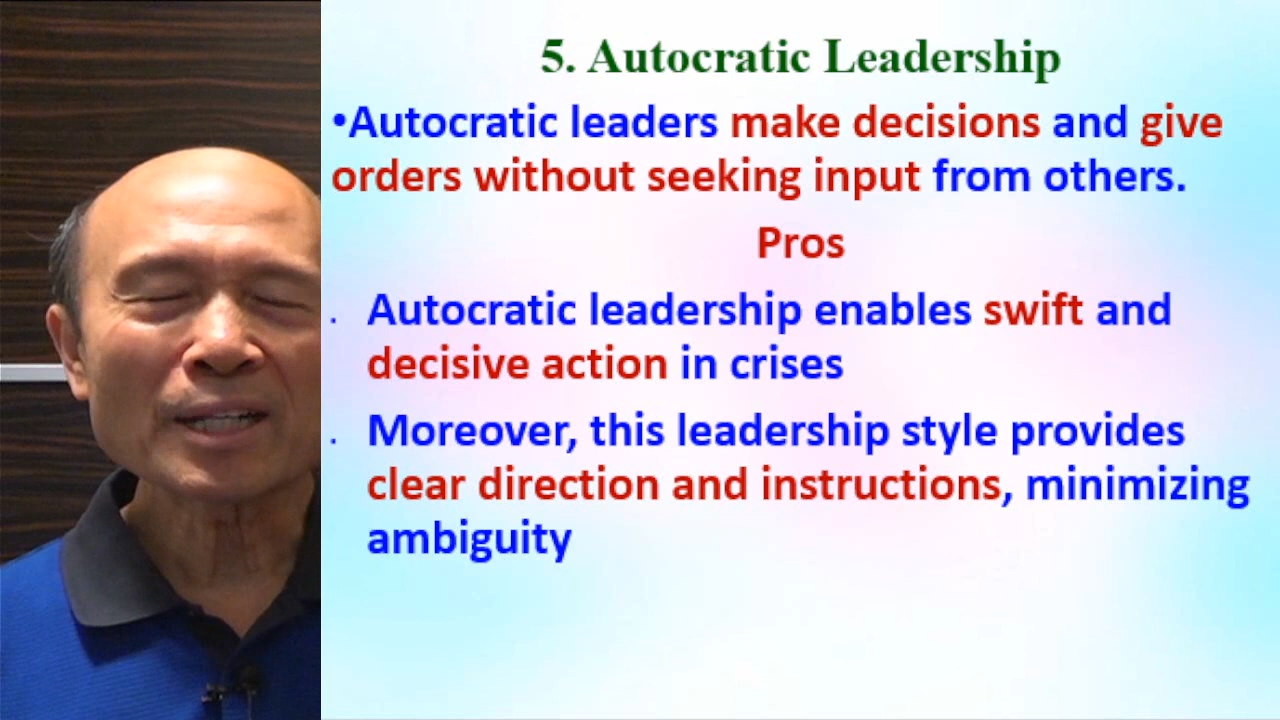 5. Autocratic Leadership
•Autocratic leaders make decisions and give
orders without seeking input from others.
Pros
. Autocratic leadership enables swift and
decisive action in crises
. Moreover, this leadership style provides
clear direction and instructions, minimizing
ambiguity